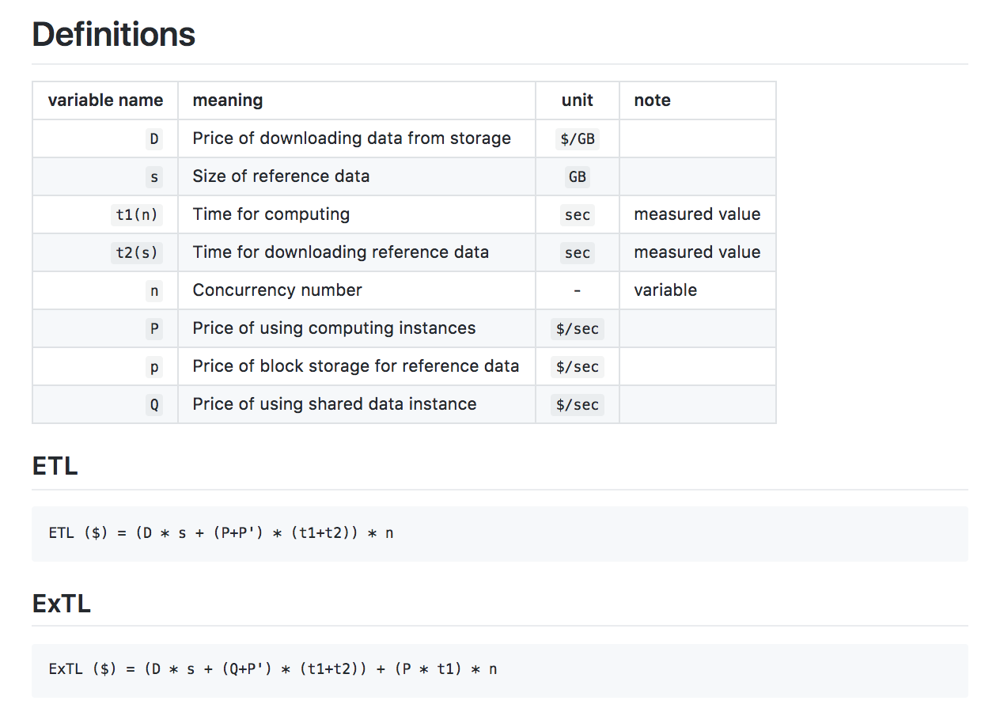 Definitions
variable name meaning unit note
D Price of downloading data from storage $/GB
s Size of reference data GB
t1(n) Time for computing sec measured value
t2(s) Time for downloading reference data sec measured value
n Concurrency number - variable
P Price of using computing instances $/sec
p Price of block storage for reference data $/sec
Q Price of using shared data instance $/sec
ETL
ETL ($) = (D * s + (P+P') * (t1+t2)) * n
ExTL
ExTL ($) = (D * s + (Q+P') * (t1+t2)) + (P * t1) * n